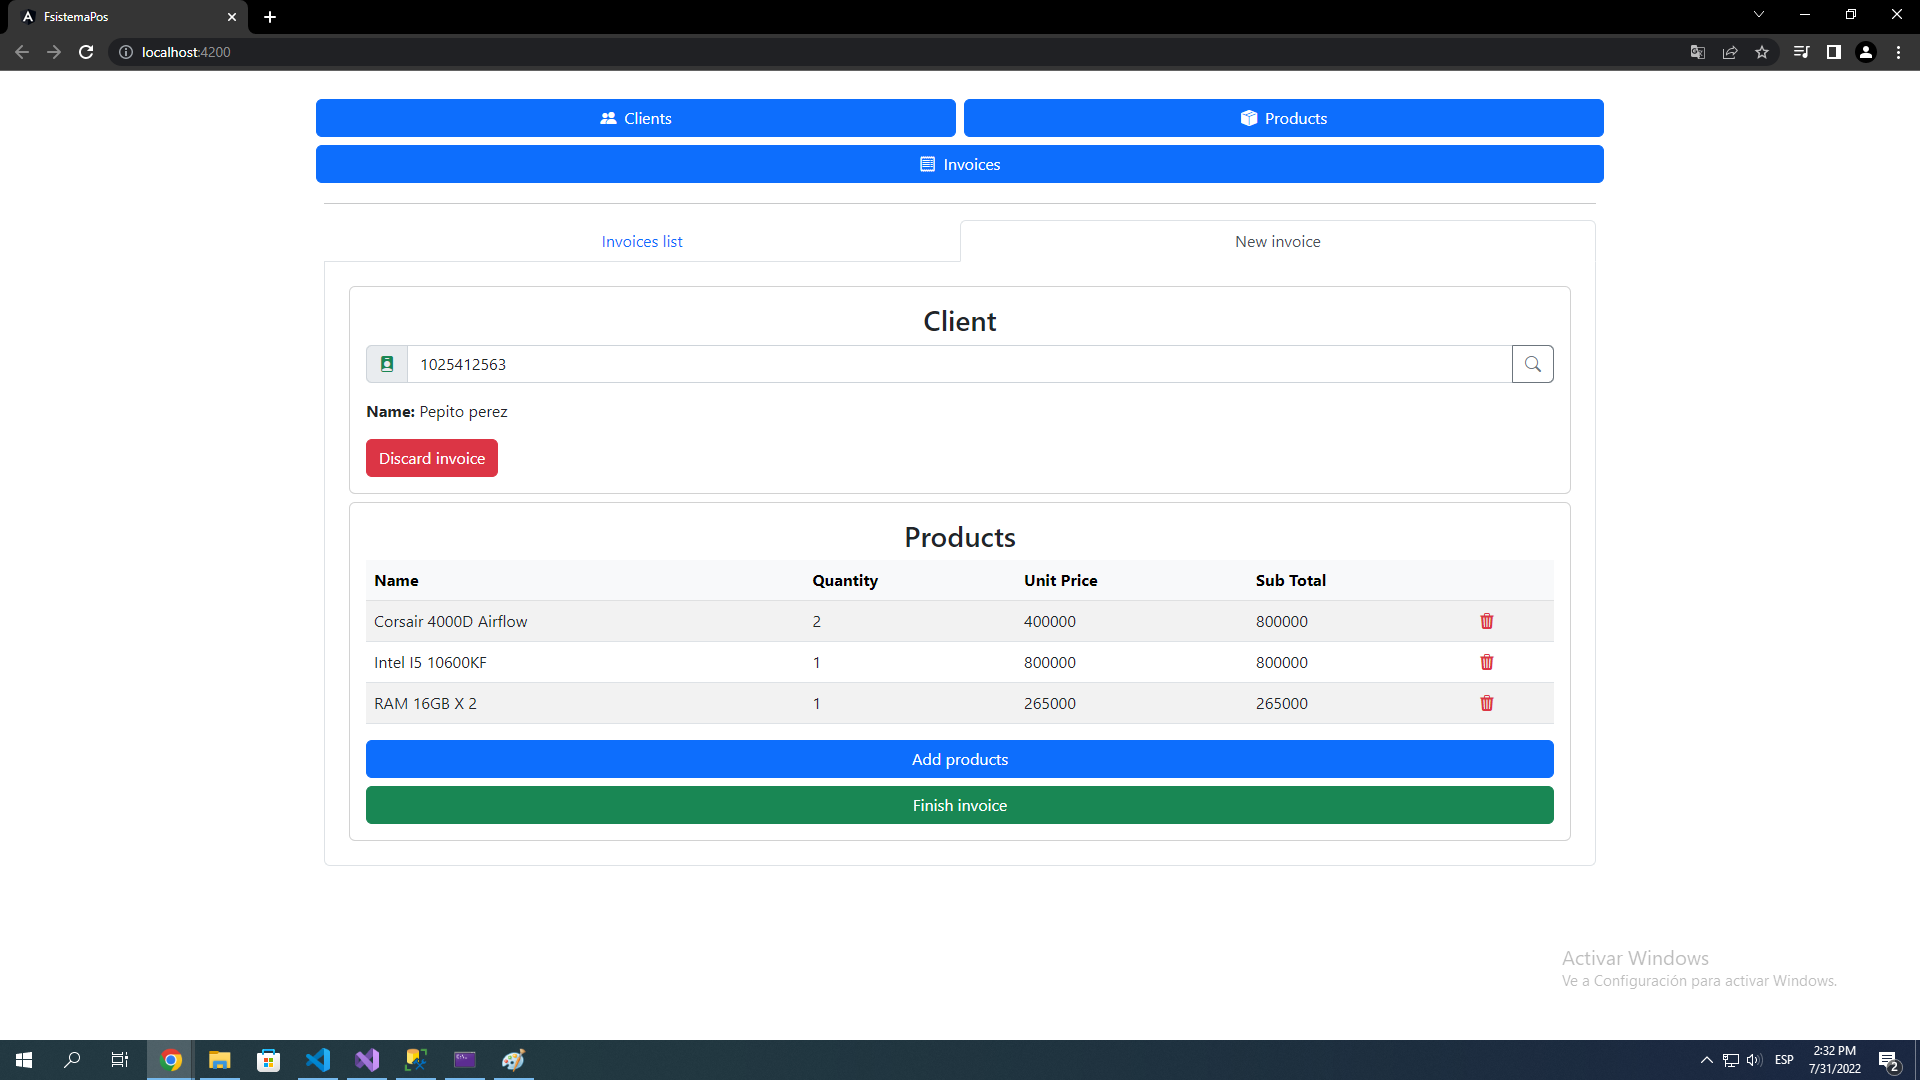 FsistemaPos
localhost:4200
Clients
Products
Invoices
Invoices list
New invoice
Client
1025412563
Name: Pepito perez
Discard invoice
Products
Name Quantity Unit Price Sub Total
Corsair 4000D Airflow 2 400000 800000
Intel I5 10600KF 1 800000 800000
RAM 16GB X 2 1 265000 265000
Add products
Finish invoice
Activar Windows
Ve a Configuración para activar Windows.
ESP
2:32 PM
7/31/2022
2